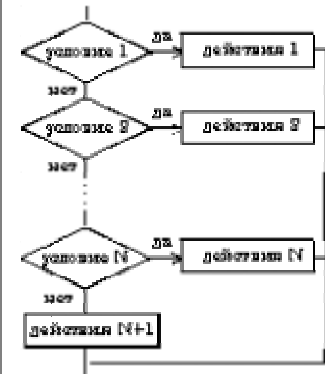 да
условие 1
действия 1
нет
да
условие 2
действия 2
нет
да
условие N
действия N
нет
действия N+1